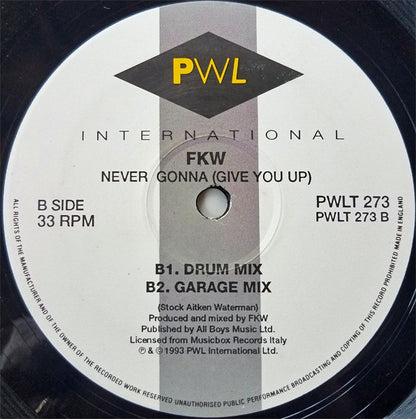 PWL
INTERNATIONAL
FKW
NEVER GONNA (GIVE YOU UP)
B SIDE
33 RPM
PWLT 273
PWLT 273 B
B1. DRUM MIX
B2. GARAGE MIX
(Stock Aitken Waterman)
Produced and mixed by FKW
Published by All Boys Music Ltd.
Licensed from Musicbox Records Italy
℗ & © 1993 PWL International Ltd.
ALL RIGHTS OF THE MANUFACTURER AND OF THE OWNER OF THE RECORDED WORK RESERVED UNAUTHORISED PUBLIC PERFORMANCE BROADCASTING AND COPYING OF THIS RECORD PROHIBITED MADE IN ENGLAND